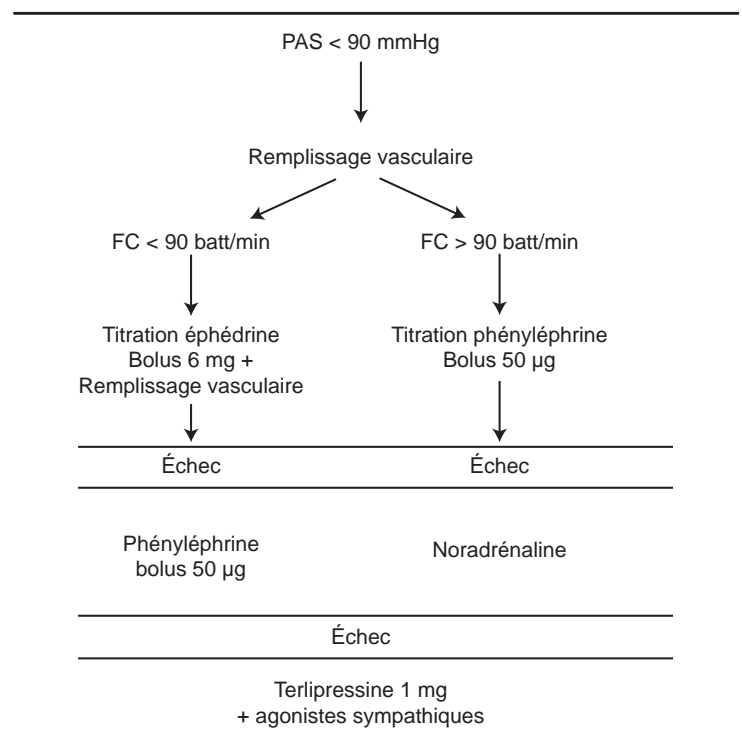 PAS < 90 mmHg
Remplissage vasculaire
FC < 90 batt/min
FC > 90 batt/min
Titration éphédrine
Bolus 6 mg +
Remplissage vasculaire
Titration phényléphrine
Bolus 50 µg
Échec
Échec
Phényléphrine
bolus 50 µg
Noradrénaline
Échec
Terlipressine 1 mg
+ agonistes sympathiques